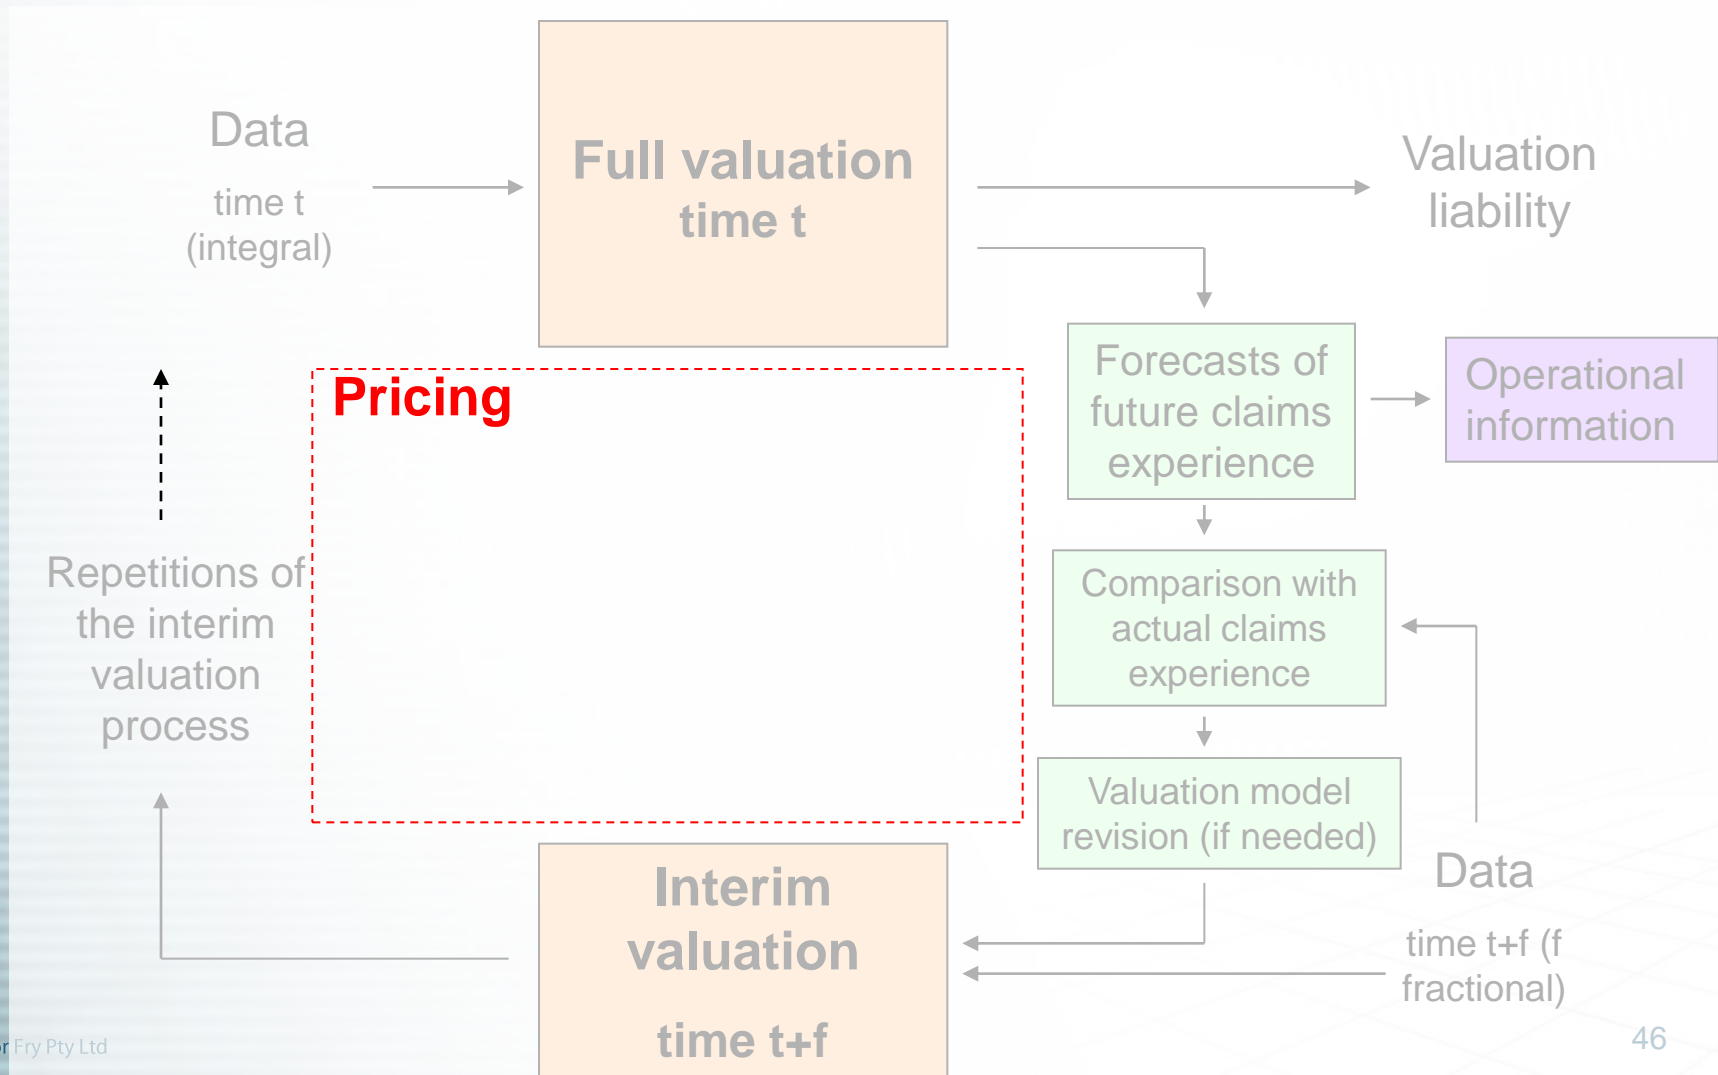 Data
time t
(integral)
Full valuation
time t
Valuation
liability
Pricing
Forecasts of
future claims
experience
Operational
information
Repetitions of
the interim
valuation
process
Comparison with
actual claims
experience
Valuation model
revision (if needed)
Data
time t+f (f
fractional)
Interim
valuation
time t+f
Fry Pty Ltd
46